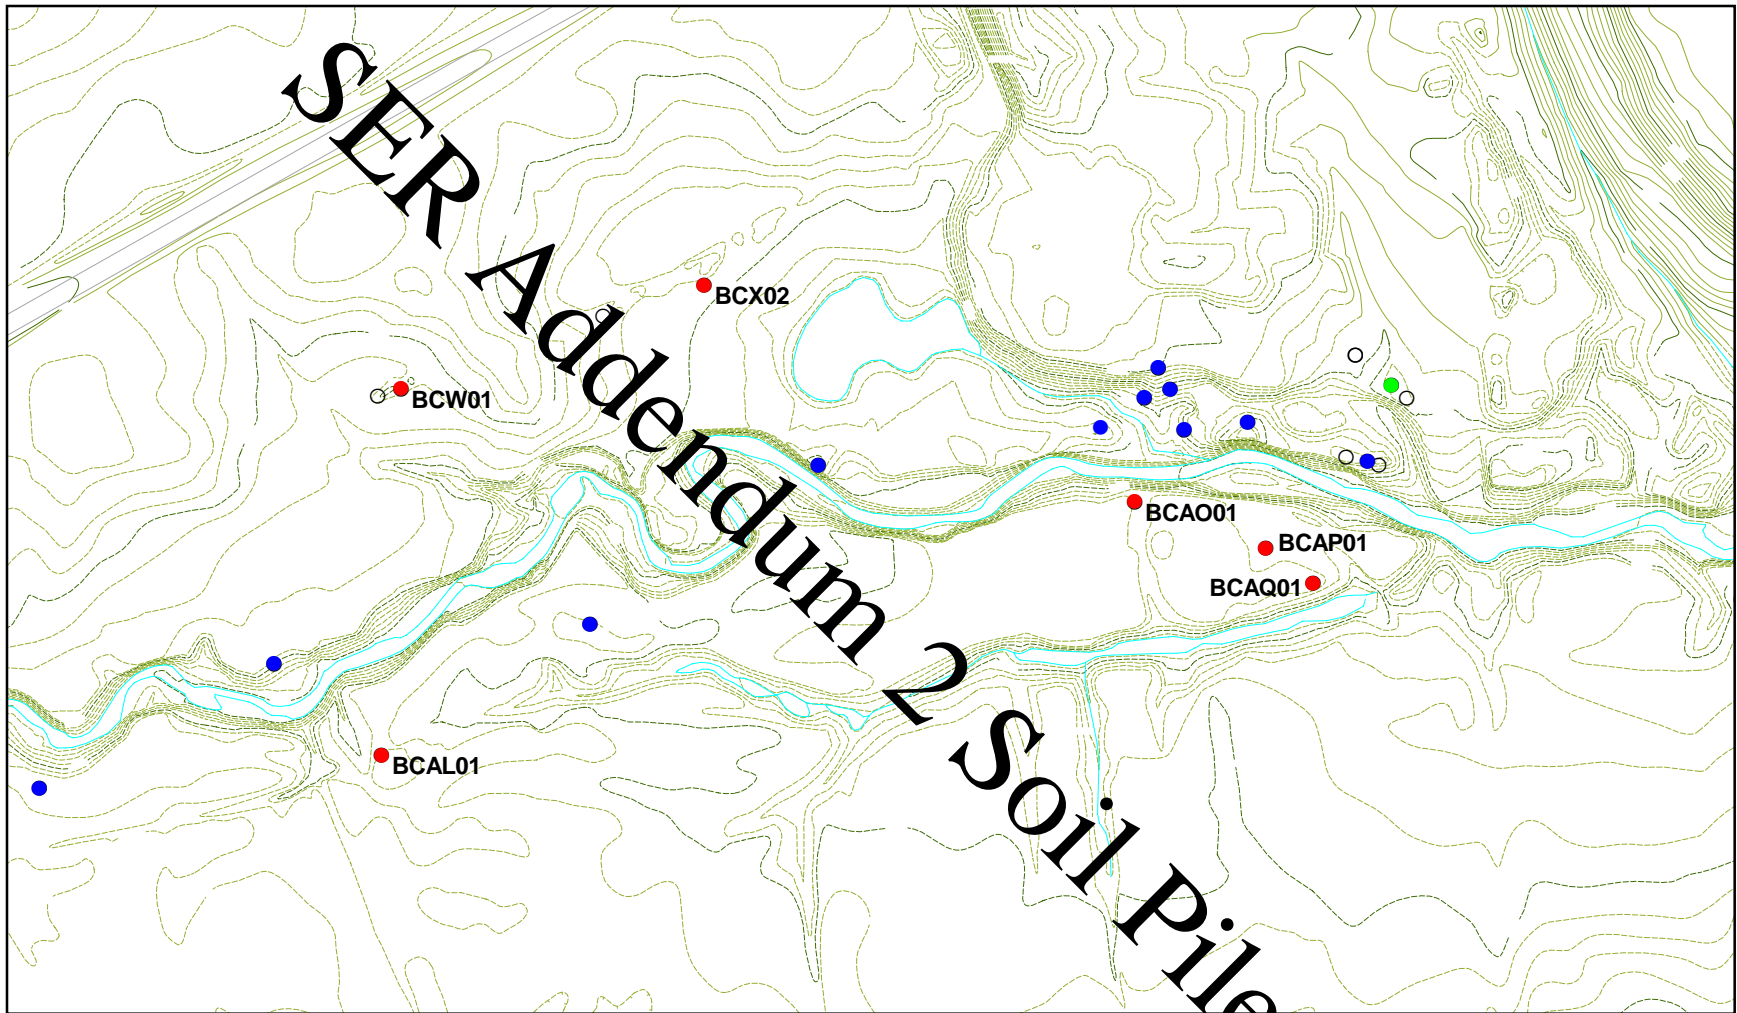 SER Addendum 2 Soil Pile
BCX02
BCW01
BCAO01
BCAP01
BCAQ01
BCAL01